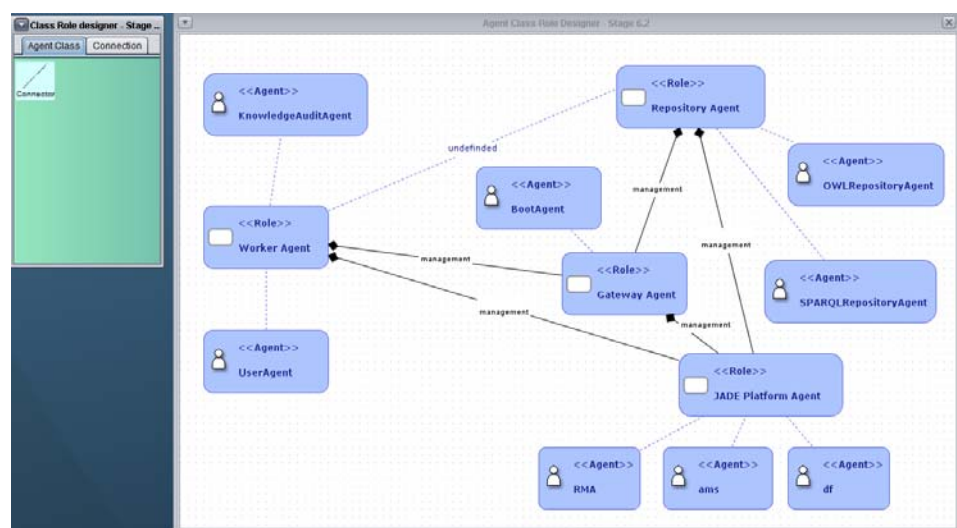 Class Role designer - Stage ..
Agent Class Connection
Connector
Agent Class Role Designer - Stage 6.2
<<Agent>>
KnowledgeAuditAgent
<<Role>>
Repository Agent
undefinded
<<Agent>>
OWLRepositoryAgent
<<Agent>>
BootAgent
management
<<Role>>
Worker Agent
management
management
<<Role>>
Gateway Agent
<<Agent>>
SPARQLRepositoryAgent
management
management
<<Agent>>
UserAgent
<<Role>>
JADE Platform Agent
<<Agent>>
RMA
<<Agent>>
ams
<<Agent>>
df